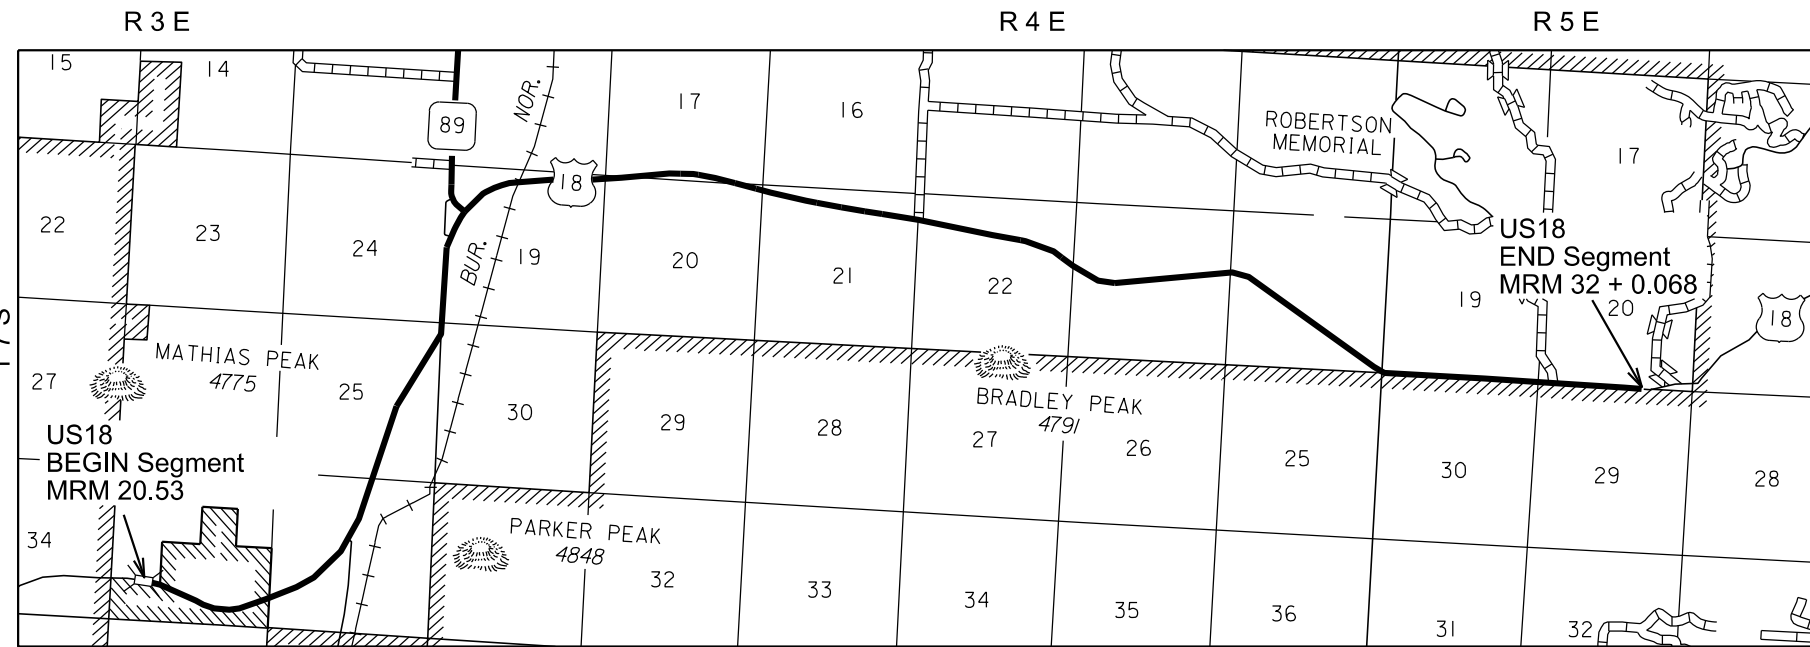 R 3 E
R 4 E
R 5 E
15
14
89
NOR.
17
16
ROBERTSON
MEMORIAL
17
18
22
23
24
BUR.
19
20
21
22
US18
END Segment
MRM 32 + 0.068
19
20
18
MATHIAS PEAK
4775
27
25
30
29
28
BRADLEY PEAK
4791
27
26
25
30
29
28
US18
BEGIN Segment
MRM 20.53
34
PARKER PEAK
4848
32
33
34
35
36
31
32